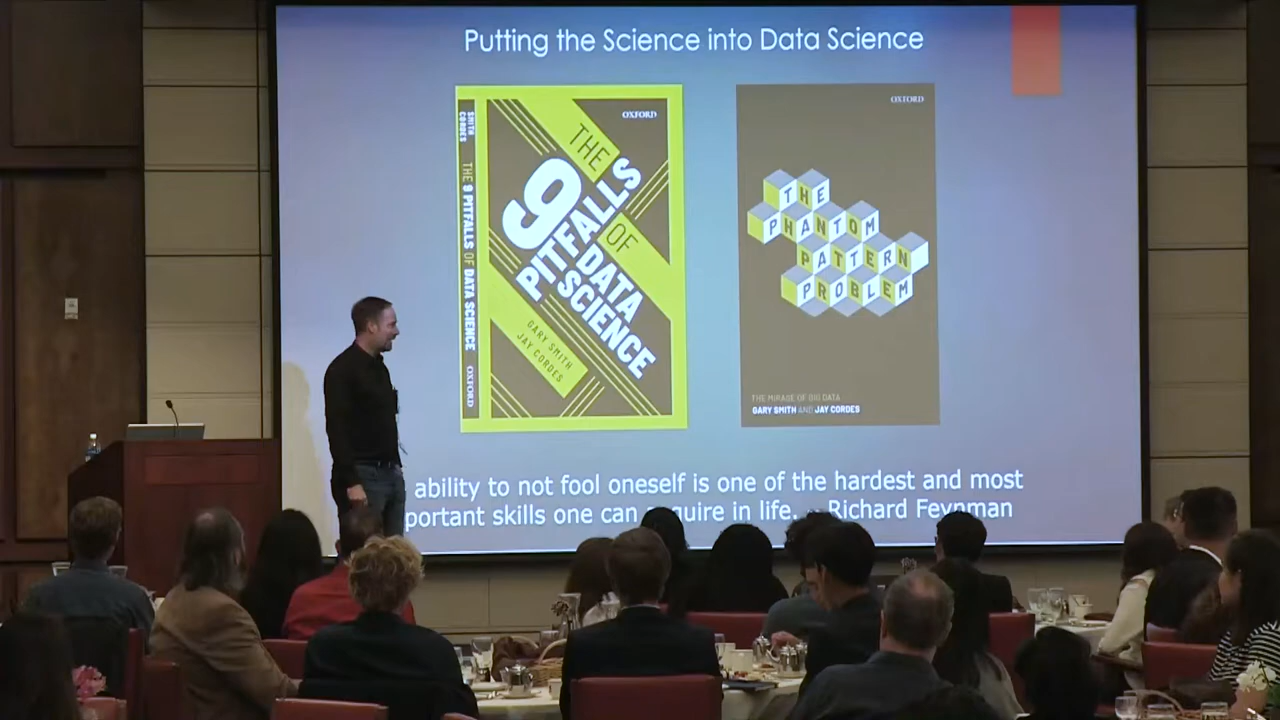 Putting the Science into Data Science
SMITH
CORDES
THE 9 PITFALLS OF DATA SCIENCE
OXFORD
OXFORD
THE
9
PITFALLS
OF
DATA
SCIENCE
GARY SMITH
JAY CORDES
OXFORD
THE
PHANTOM
PATTERN
PROBLEM
THE MIRAGE OF BIG DATA
GARY SMITH AND JAY CORDES
ability to not fool oneself is one of the hardest and most
portant skills one can in life. – Richard Feynman